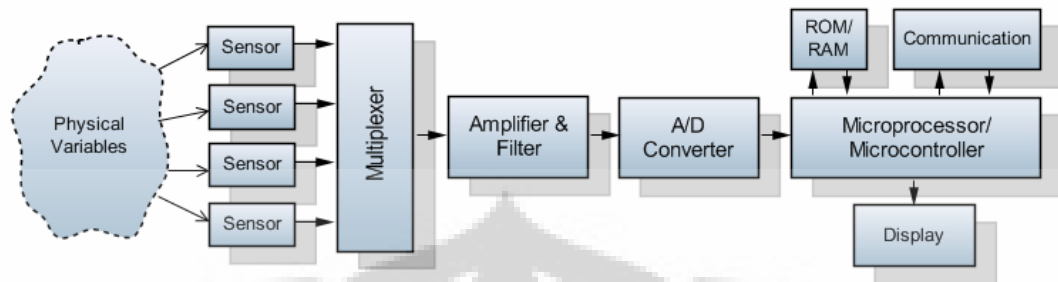 Physical
Variables
Sensor
Sensor
Sensor
Sensor
Multiplexer
Amplifier &
Filter
A/D
Converter
ROM/
RAM
Communication
Microprocessor/
Microcontroller
Display